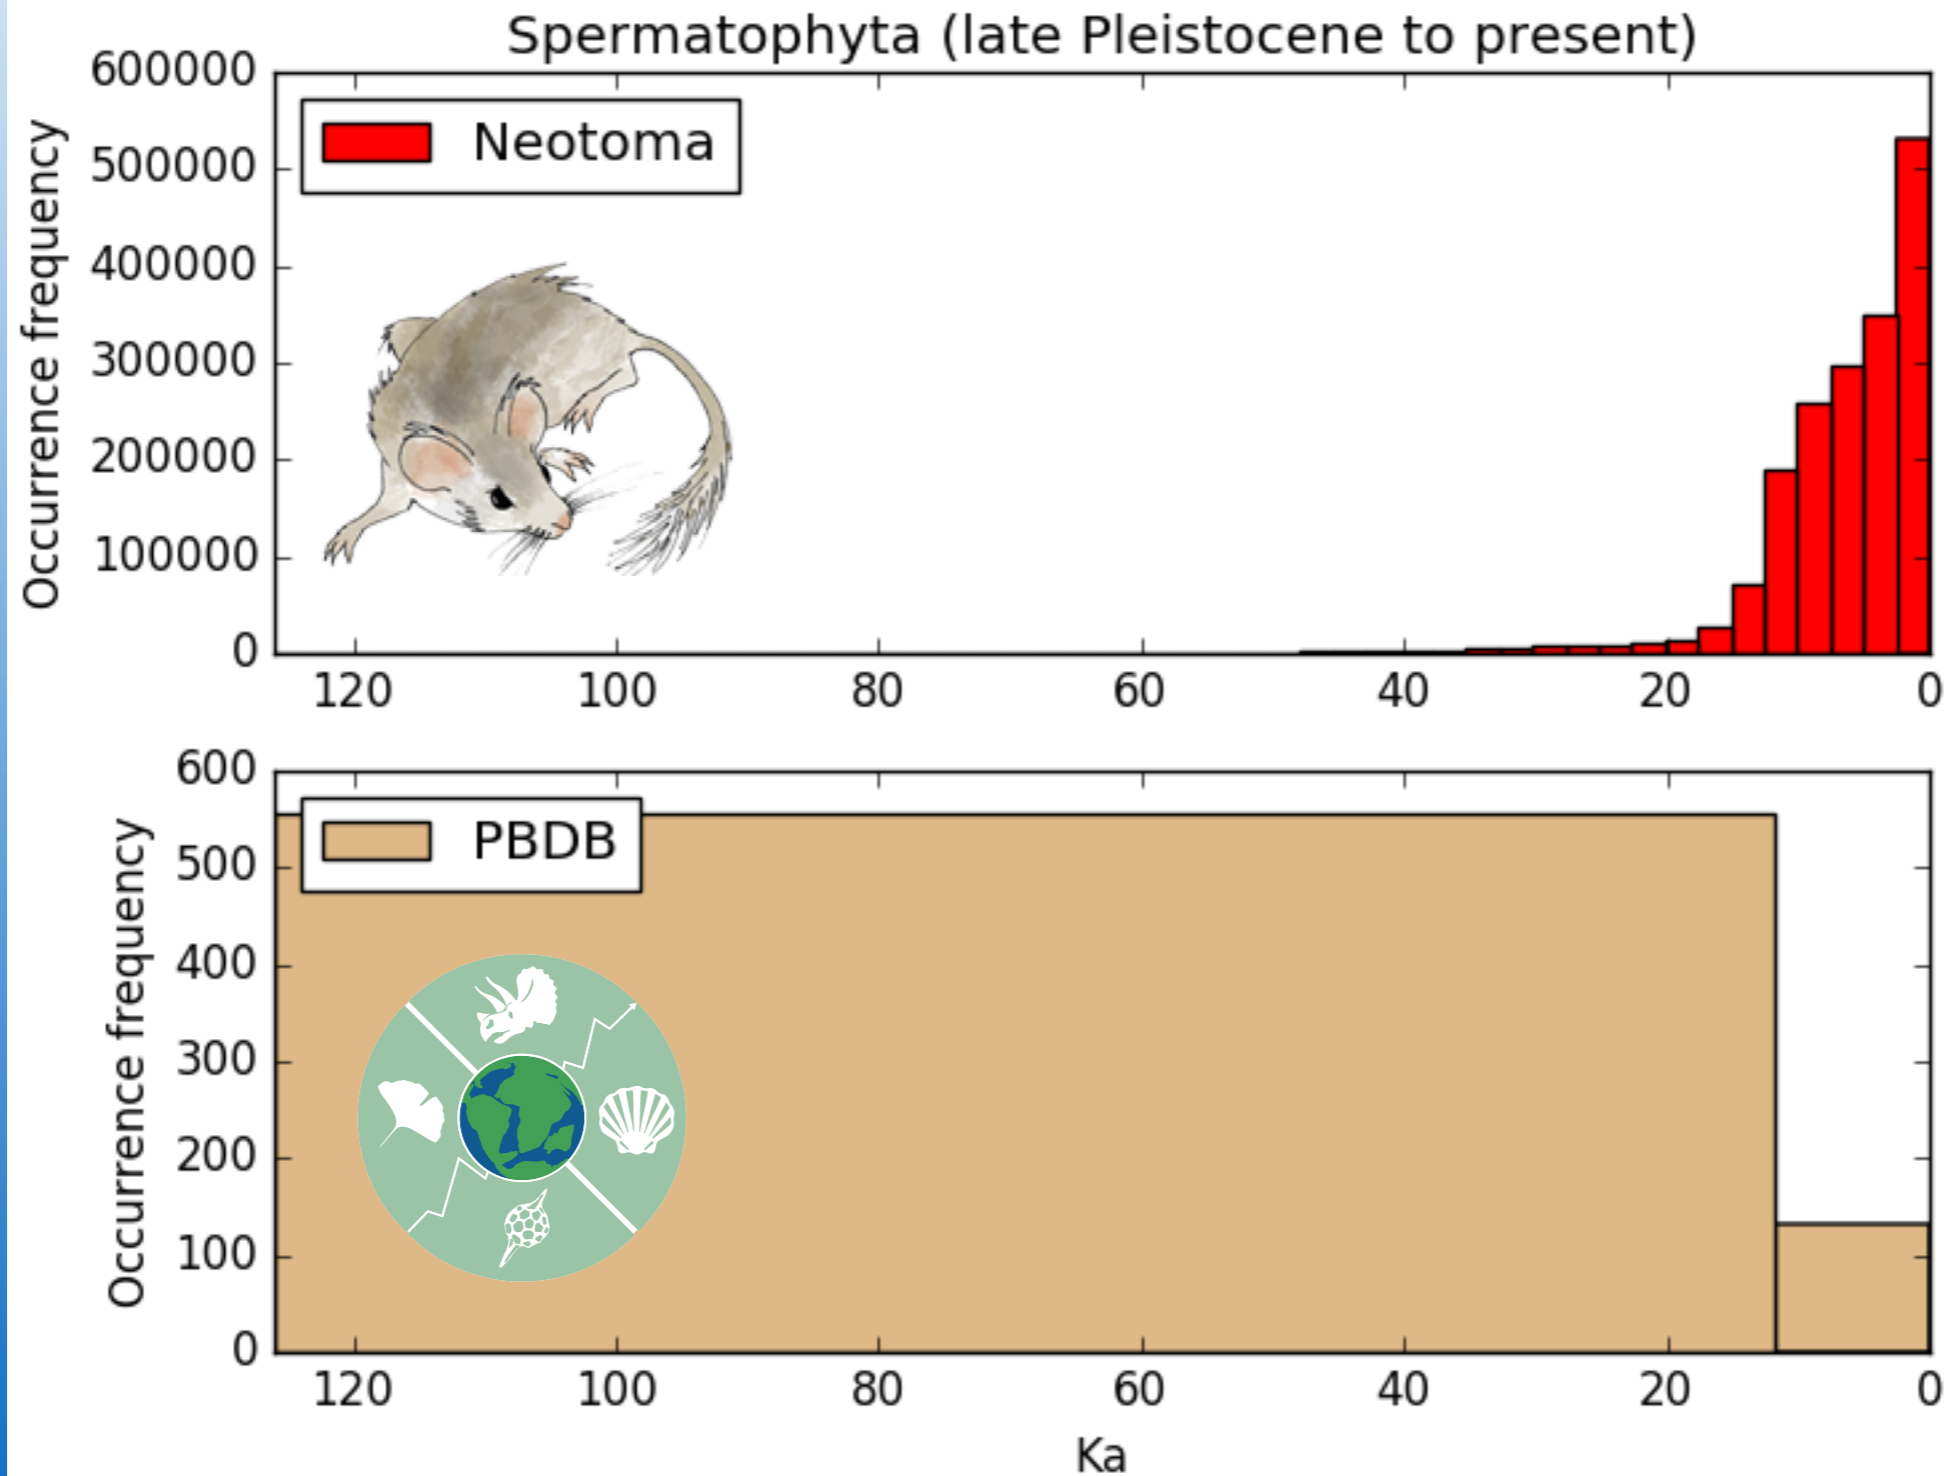 Spermatophyta (late Pleistocene to present)
600000
500000
400000
300000
200000
100000
0
Occurrence frequency
Neotoma
120 100 80 60 40 20 0
600
500
400
300
200
100
0
Occurrence frequency
PBDB
120 100 80 60 40 20 0
Ka